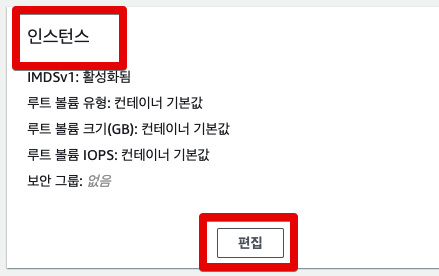 인스턴스
IMDSv1: 활성화됨
루트 볼륨 유형: 컨테이너 기본값
루트 볼륨 크기(GB): 컨테이너 기본값
루트 볼륨 IOPS: 컨테이너 기본값
보안 그룹: 없음
편집